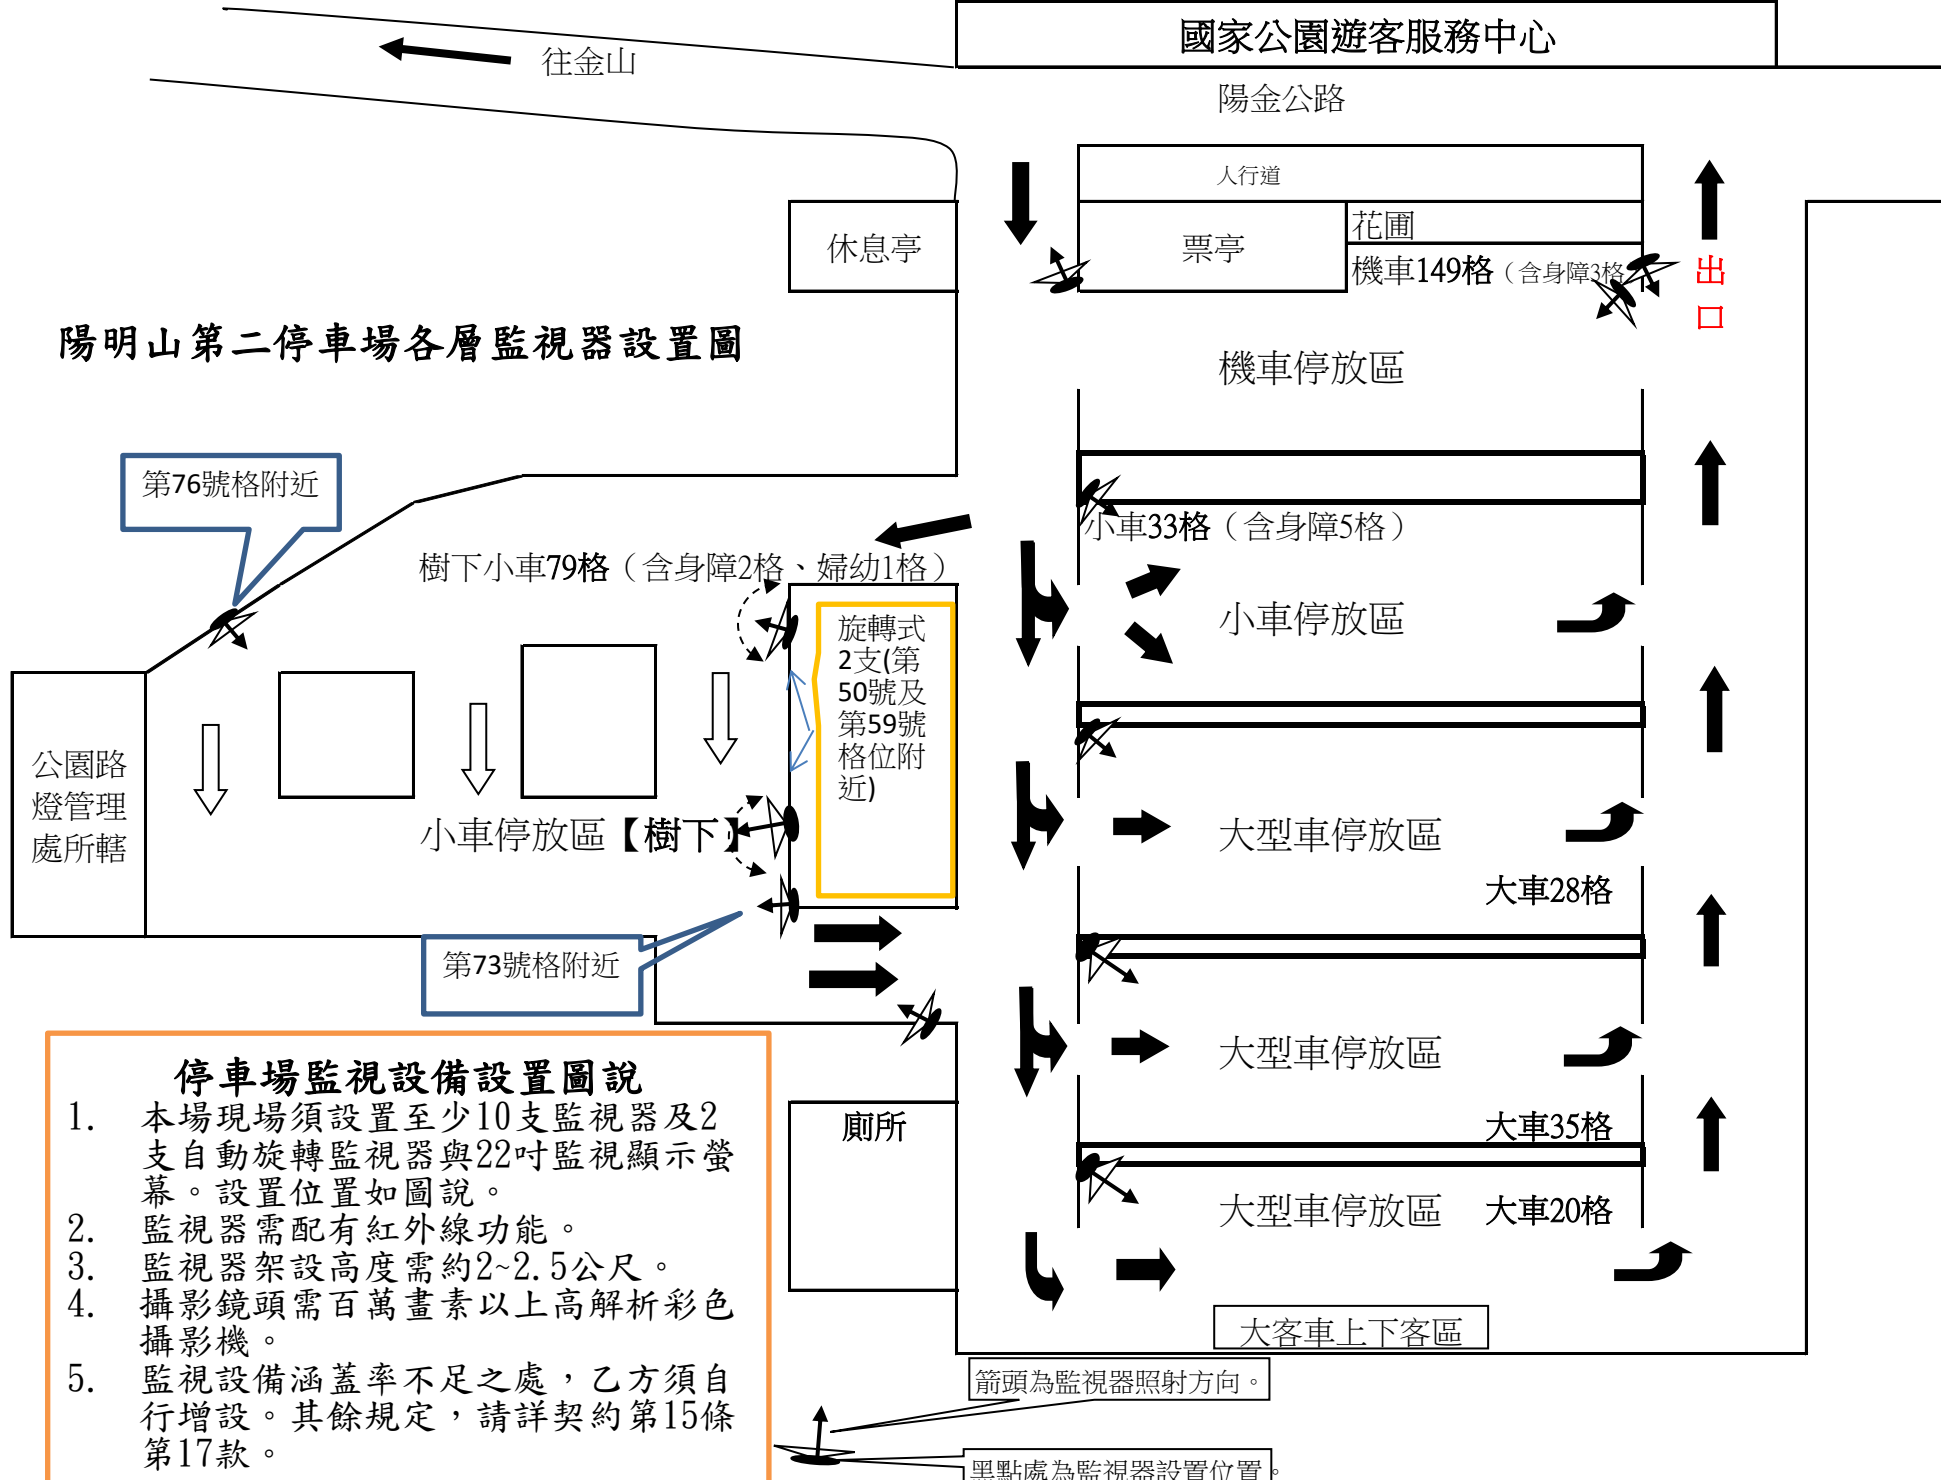 國家公園遊客服務中心
往金山
陽金公路
人行道
休息亭
票亭
花圃
機車149格（含身障3格
出
口
陽明山第二停車場各層監視器設置圖
機車停放區
第76號格附近
小車33格（含身障5格）
樹下小車79格（含身障2格、婦幼1格）
小車停放區
旋轉式
2支(第
50號及
第59號
格位附
近)
公園路
燈管理
處所轄
小車停放區【樹下】
大型車停放區
大車28格
第73號格附近
大型車停放區
大車35格
廁所
大型車停放區
大車20格
大客車上下客區
停車場監視設備設置圖說
1. 本場現場須設置至少10支監視器及2
支自動旋轉監視器與22吋監視顯示螢
幕。設置位置如圖說。
2. 監視器需配有紅外線功能。
3. 監視器架設高度需約2~2.5公尺。
4. 攝影鏡頭需百萬畫素以上高解析彩色
攝影機。
5. 監視設備涵蓋率不足之處，乙方須自
行增設。其餘規定，請詳契約第15條
第17款。
箭頭為監視器照射方向。
黑點處為監視器設置位置。